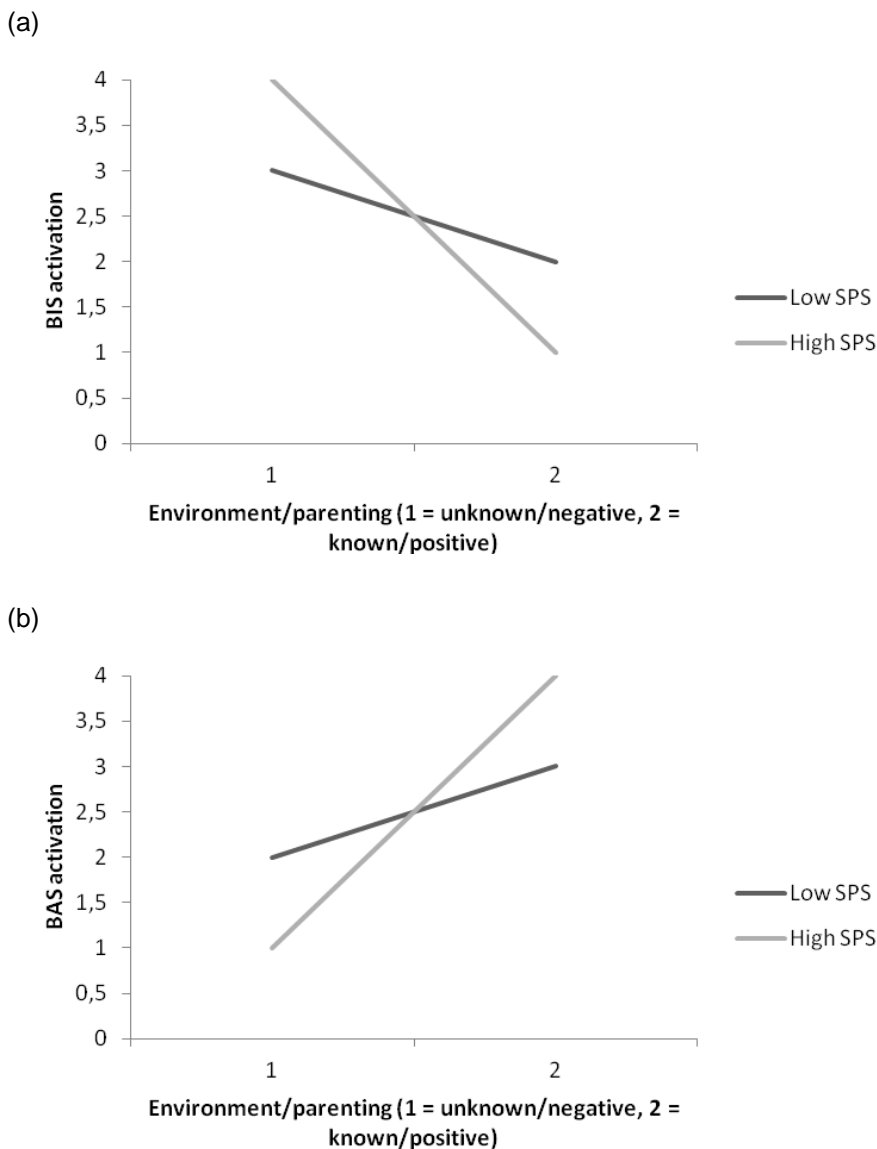 (a)
4
3,5
3
2,5
2
1,5
1
0,5
0
BIS activation
1
2
Environment/parenting (1 = unknown/negative, 2 =
known/positive)
Low SPS
High SPS
(b)
4
3,5
3
2,5
2
1,5
1
0,5
0
BAS activation
1
2
Environment/parenting (1 = unknown/negative, 2 =
known/positive)
Low SPS
High SPS